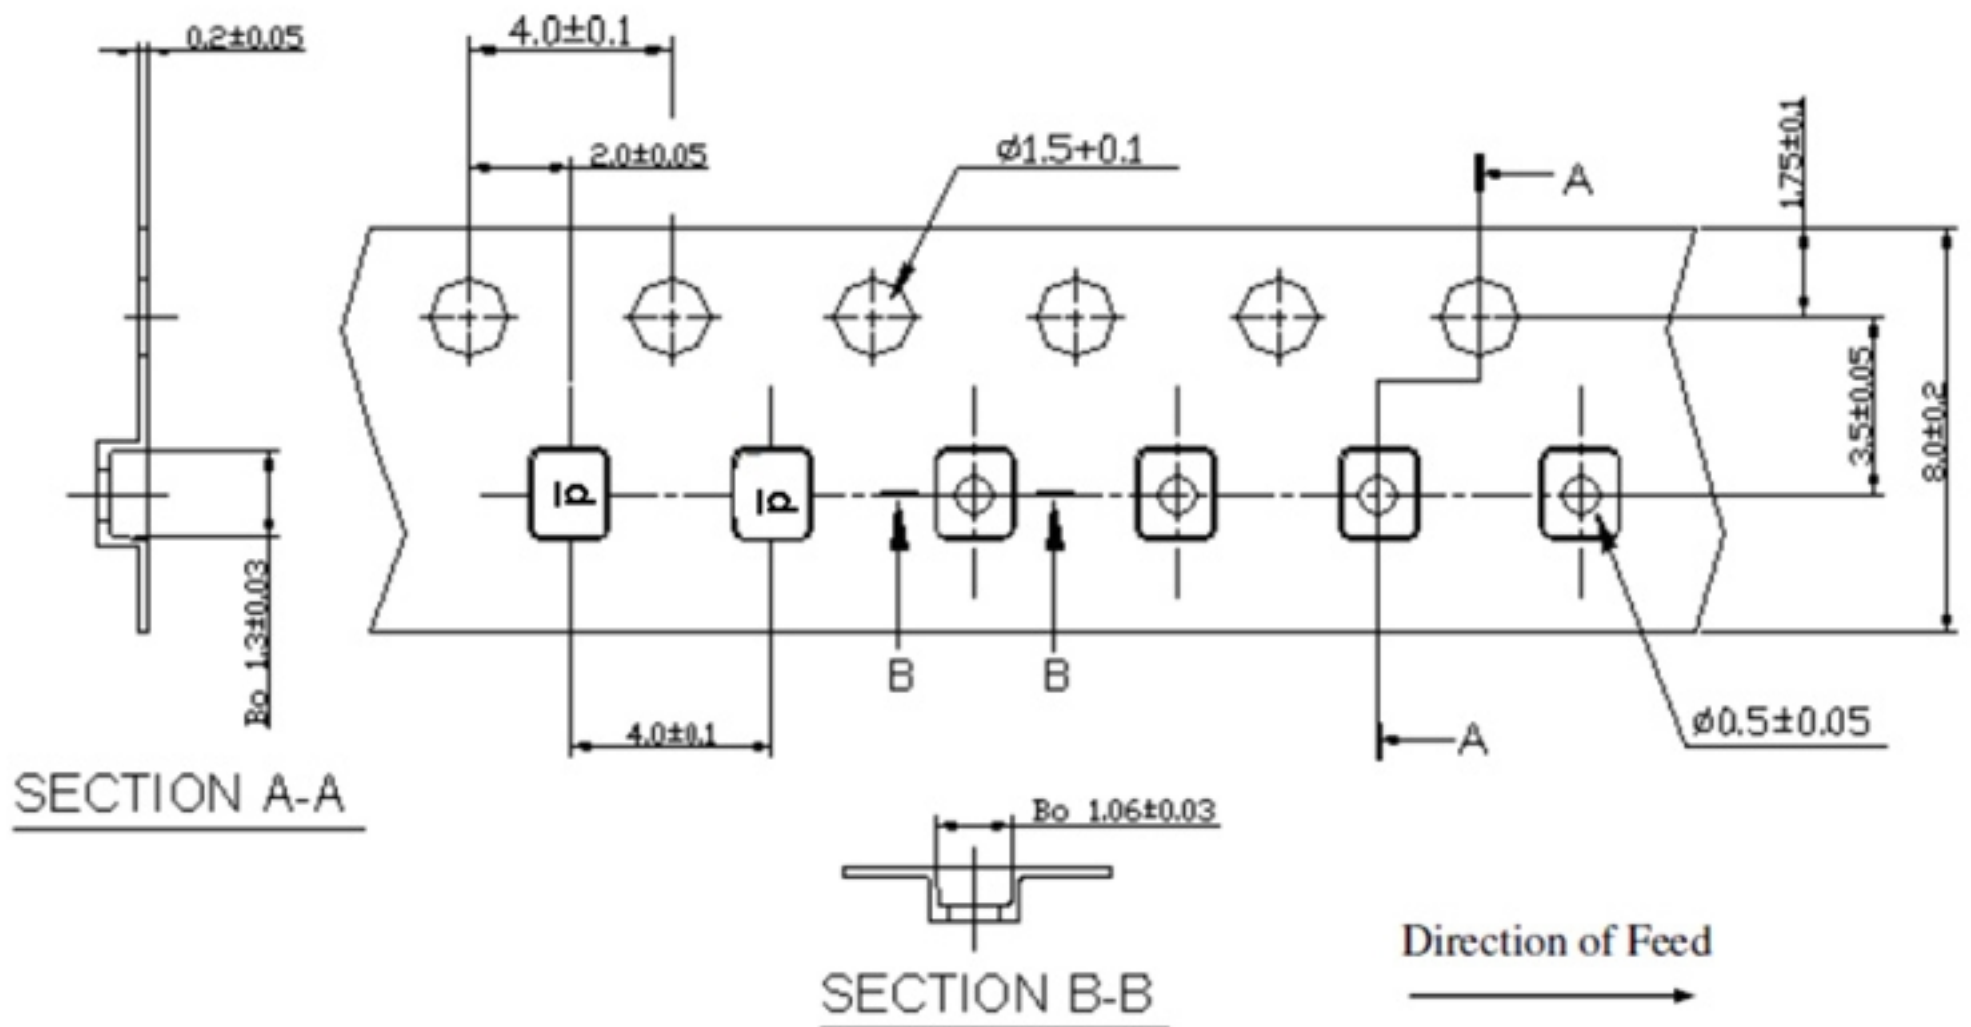 0.2±0.05
4.0±0.1
2.0±0.05
ø1.5+0.1
A
1.75±0.1
3.5±0.05
8.0±0.2
p
p
Bo 1.3±0.03
B
B
ø0.5±0.05
4.0±0.1
A
SECTION A-A
Bo 1.06±0.03
Direction of Feed
SECTION B-B